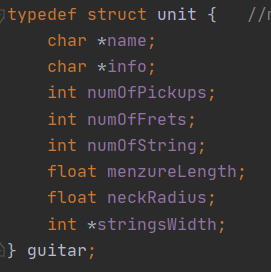 typedef struct unit {   //
    char *name;
    char *info;
    int numOfPickups;
    int numOfFrets;
    int numOfString;
    float menzureLength;
    float neckRadius;
    int *stringsWidth;
} guitar;